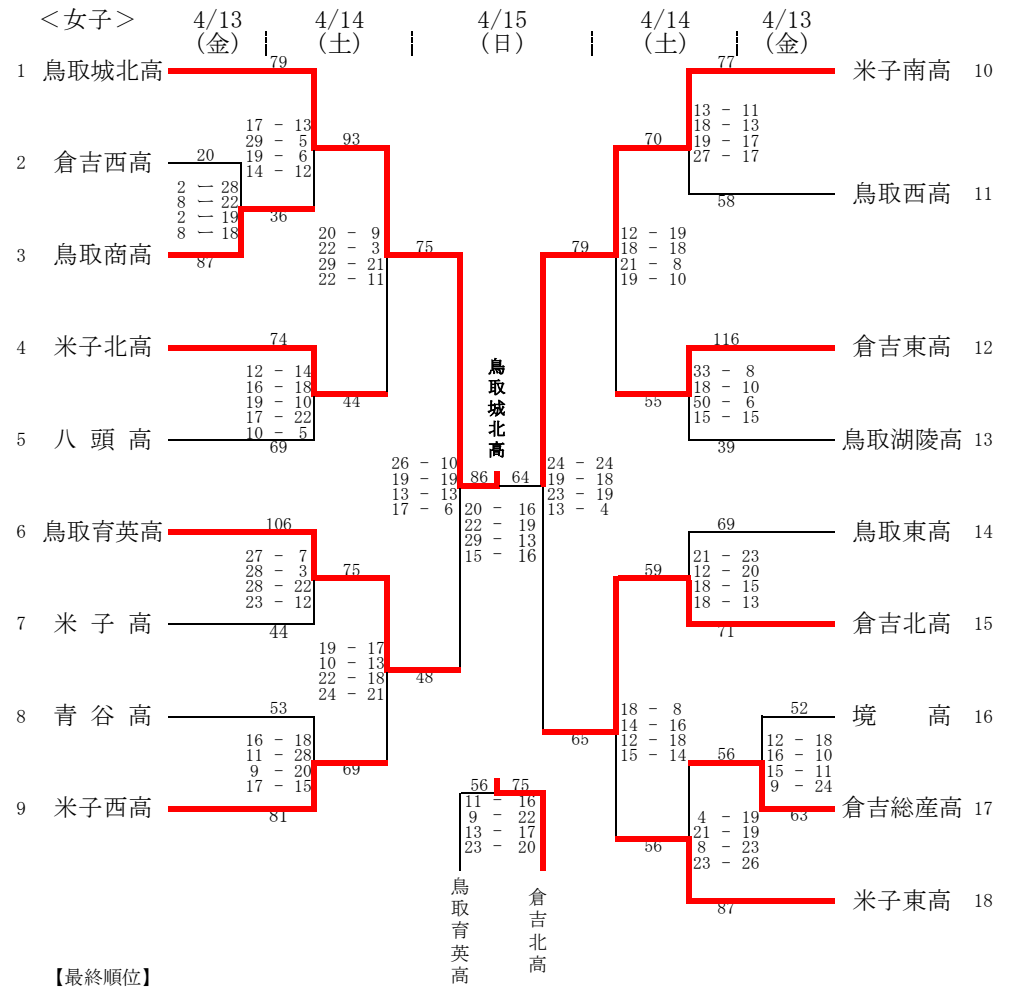 ＜女子＞ 4/13 4/14 4/15 4/14 4/13
(金) (土) (日) (土) (金)
1 鳥取城北高 79 77 米子南高 10
17 - 13
29 - 5
19 - 6
14 - 12
93
13 - 11
18 - 13
19 - 17
27 - 17
70
2 倉吉西高 20
58 鳥取西高 11
2 ー 28
8 ー 22
2 ー 19
8 ー 18
36
3 鳥取商高 87
20 - 9
22 - 3
29 - 21
22 - 11
75
79
12 - 19
18 - 18
21 - 8
19 - 10
4 米子北高 74 116 倉吉東高 12
12 - 14
16 - 18
19 - 10
17 - 22
10 - 5
44
鳥取城北高
55
33 - 8
18 - 10
50 - 6
15 - 15
5 八頭高 69 39 鳥取湖陵高 13
26 - 10
19 - 19
13 - 13
17 - 6
86 64
24 - 24
19 - 18
23 - 19
13 - 4
20 - 16
22 - 19
29 - 13
15 - 16
6 鳥取育英高 106 69 鳥取東高 14
27 - 7
28 - 3
28 - 22
23 - 12
75
59
21 - 23
12 - 20
18 - 15
18 - 13
7 米子高 44 71 倉吉北高 15
19 - 17
10 - 13
22 - 18
24 - 21
48
8 青谷高 53 52 境高 16
16 - 18
11 - 28
9 - 20
17 - 15
69
65
18 - 8
14 - 16
12 - 18
15 - 14
56
12 - 18
16 - 10
15 - 11
9 - 24
9 米子西高 81 63 倉吉総産高 17
56 75
11 - 16
9 - 22
13 - 17
23 - 20
4 - 19
21 - 19
8 - 23
23 - 26
56
鳥取育英高
倉吉北高
87 米子東高 18
【最終順位】